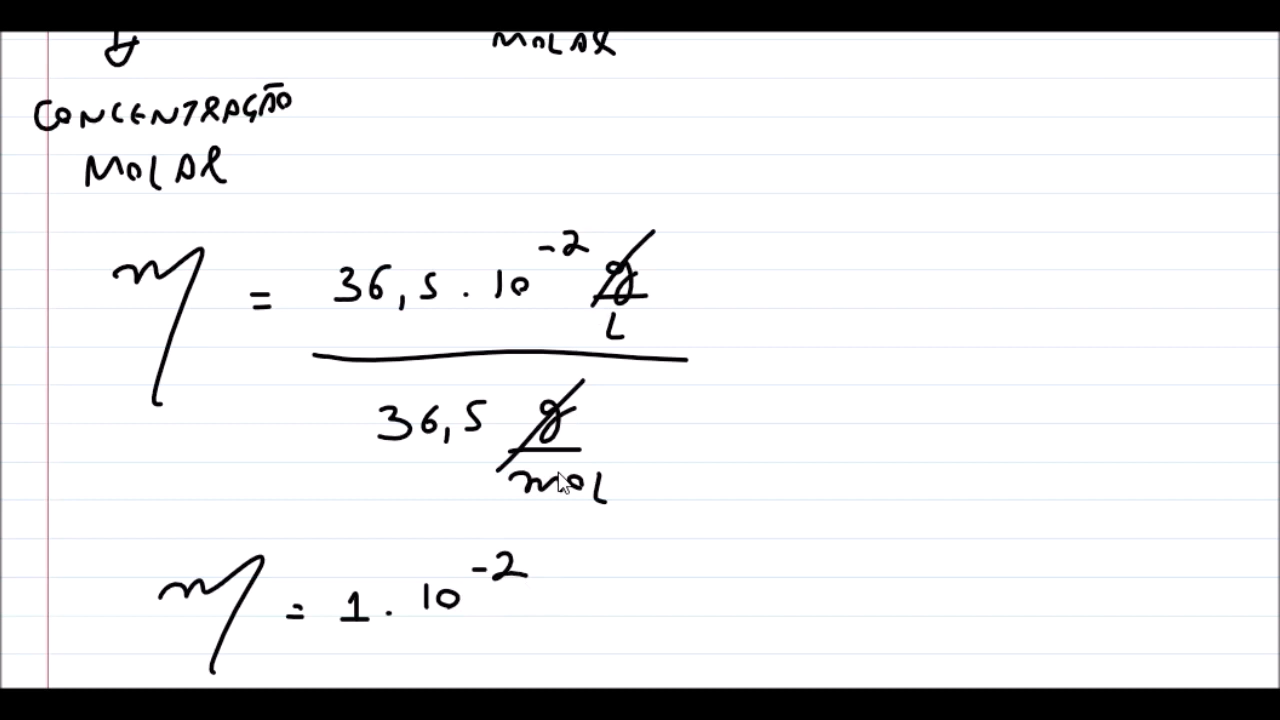 MOLAR
CONCENTRAÇÃO
MOLAR
M = 36,5 . 10^-2 g/L
36,5 g/mol
M = 1 . 10^-2